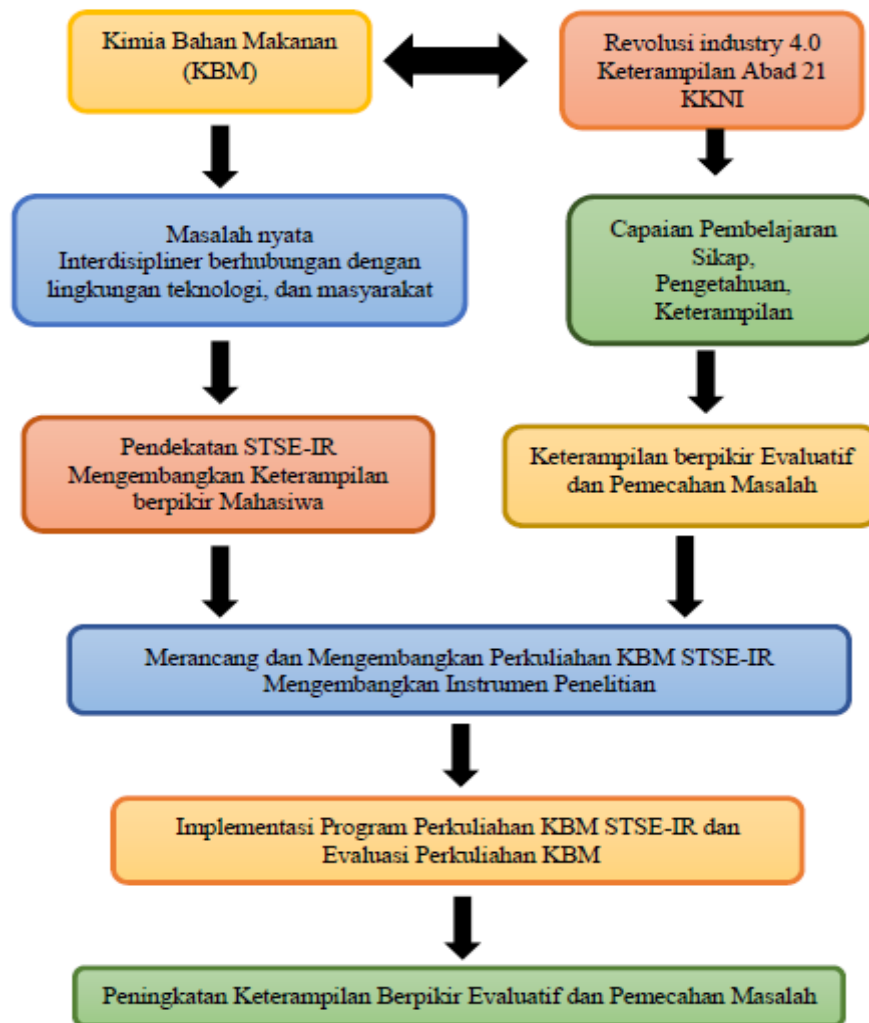 Kimia Bahan Makanan
(KBM)
Revolusi industry 4.0
Keterampilan Abad 21
KKNI
Masalah nyata
Interdisipliner berhubungan dengan
lingkungan teknologi, dan masyarakat
Capaian Pembelajaran
Sikap,
Pengetahuan,
Keterampilan
Pendekatan STSE-IR
Mengembangkan Keterampilan
berpikir Mahasiwa
Keterampilan berpikir Evaluatif
dan Pemecahan Masalah
Merancang dan Mengembangkan Perkuliahan KBM STSE-IR
Mengembangkan Instrumen Penelitian
Implementasi Program Perkuliahan KBM STSE-IR dan
Evaluasi Perkuliahan KBM
Peningkatan Keterampilan Berpikir Evaluatif dan Pemecahan Masalah